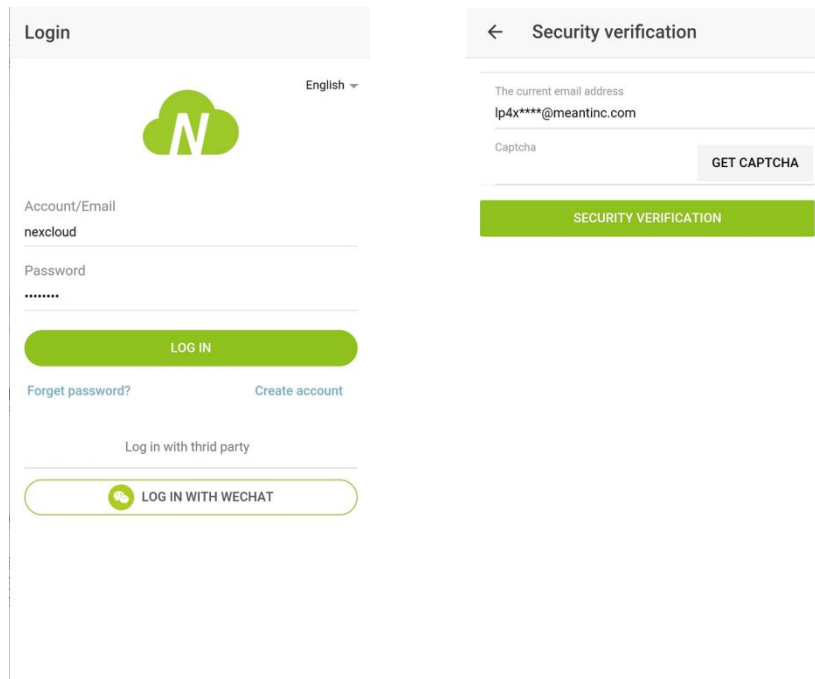 Login
English
N
Account/Email
nexcloud
Password
••••••••
LOG IN
Forget password?
Create account
Log in with thrid party
LOG IN WITH WECHAT
Security verification
The current email address
lp4x****@meantinc.com
Captcha
GET CAPTCHA
SECURITY VERIFICATION